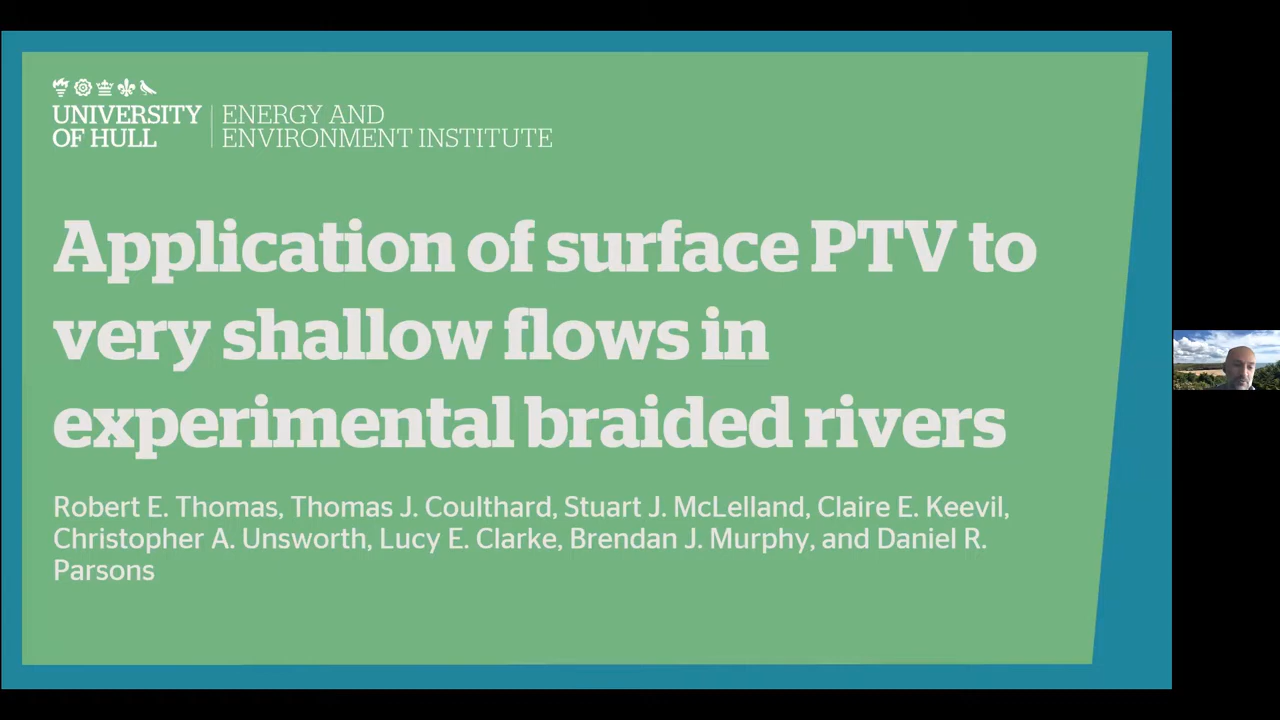 UNIVERSITY
OF HULL
ENERGY AND
ENVIRONMENT INSTITUTE
Application of surface PTV to
very shallow flows in
experimental braided rivers
Robert E. Thomas, Thomas J. Coulthard, Stuart J. McLelland, Claire E. Keevil,
Christopher A. Unsworth, Lucy E. Clarke, Brendan J. Murphy, and Daniel R.
Parsons